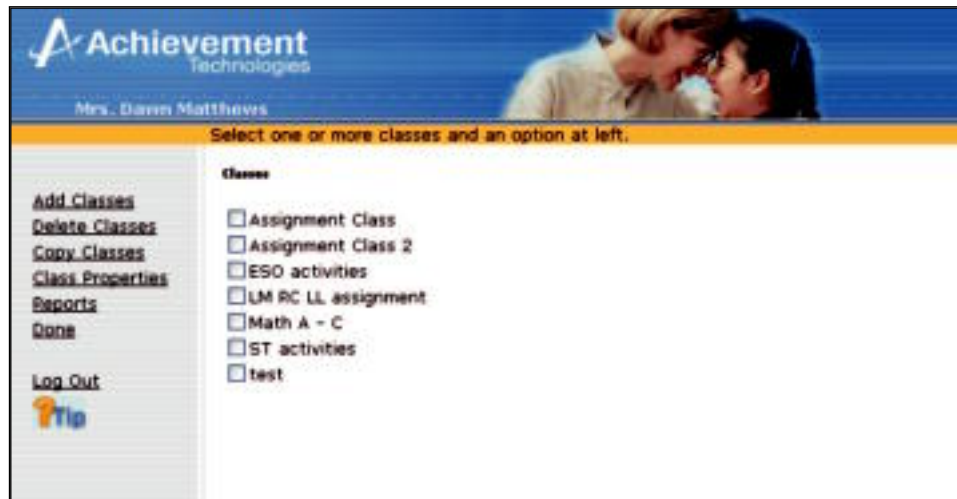 Achievement
Technologies
Mrs. Dawn Matthews
Select one or more classes and an option at left.
Classes
Add Classes
Delete Classes
Copy Classes
Class Properties
Reports
Done
Log Out
?Tip
Assignment Class
Assignment Class 2
ESO activities
LM RC LL assignment
Math A - C
ST activities
test